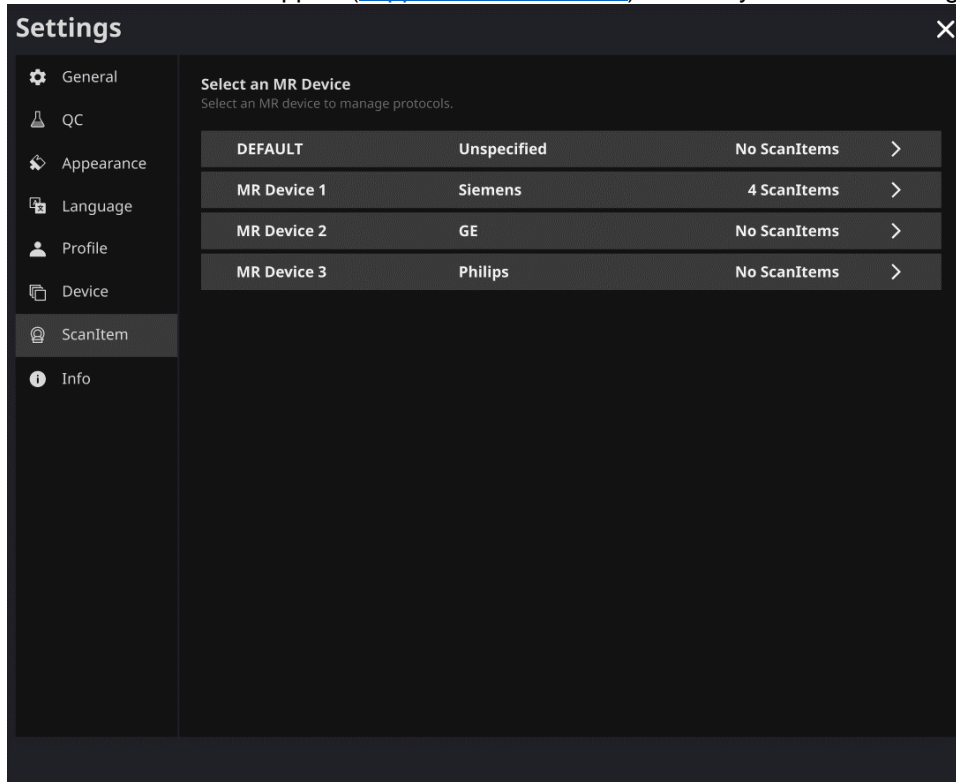 Settings
General
QC
Appearance
Language
Profile
Device
ScanItem
Info
Select an MR Device
Select an MR device to manage protocols.
DEFAULT Unspecified No ScanItems
MR Device 1 Siemens 4 ScanItems
MR Device 2 GE No ScanItems
MR Device 3 Philips No ScanItems